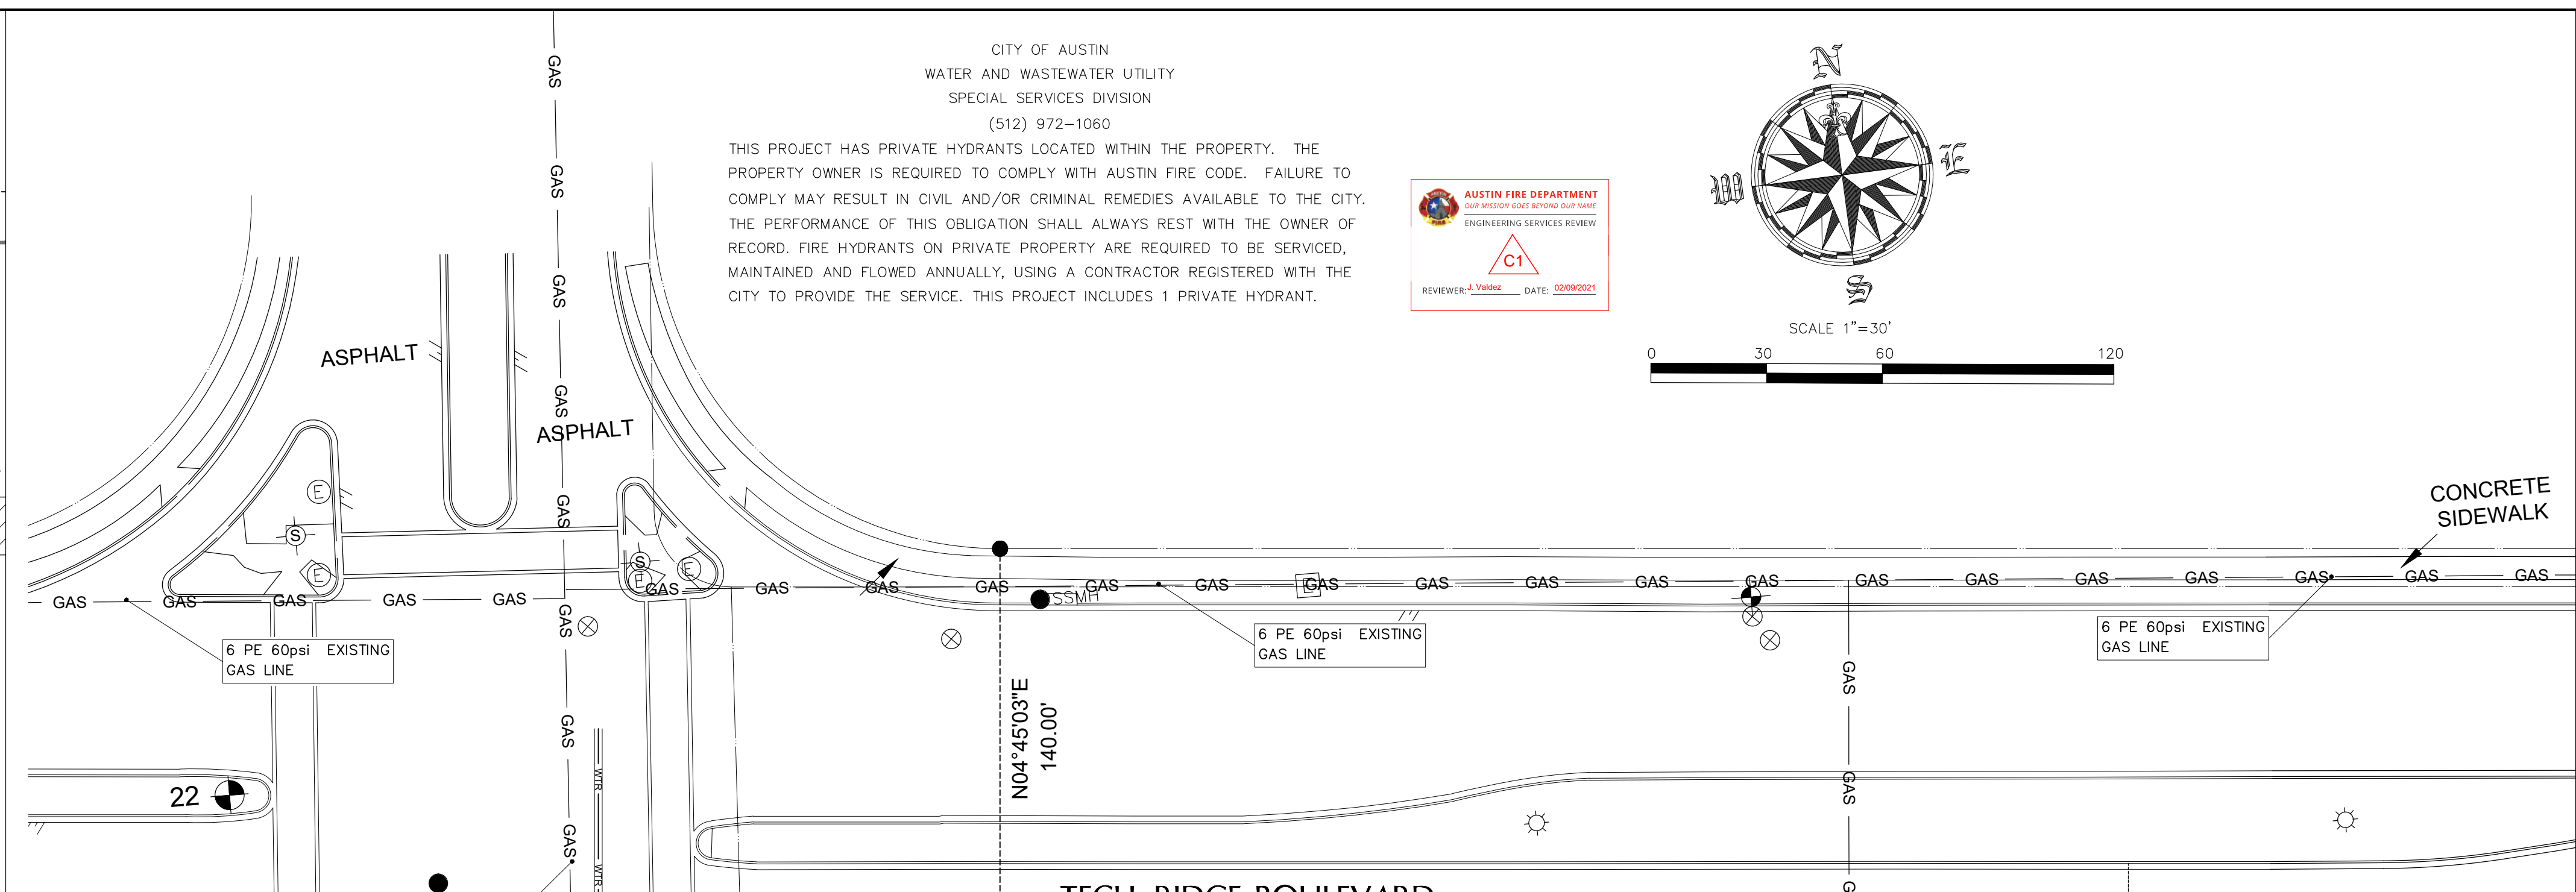 CITY OF AUSTIN
WATER AND WASTEWATER UTILITY
SPECIAL SERVICES DIVISION
(512) 972-1060
THIS PROJECT HAS PRIVATE HYDRANTS LOCATED WITHIN THE PROPERTY. THE
PROPERTY OWNER IS REQUIRED TO COMPLY WITH AUSTIN FIRE CODE. FAILURE TO
COMPLY MAY RESULT IN CIVIL AND/OR CRIMINAL REMEDIES AVAILABLE TO THE CITY.
THE PERFORMANCE OF THIS OBLIGATION SHALL ALWAYS REST WITH THE OWNER OF
RECORD. FIRE HYDRANTS ON PRIVATE PROPERTY ARE REQUIRED TO BE SERVICED,
MAINTAINED AND FLOWED ANNUALLY, USING A CONTRACTOR REGISTERED WITH THE
CITY TO PROVIDE THE SERVICE. THIS PROJECT INCLUDES 1 PRIVATE HYDRANT.
AUSTIN FIRE DEPARTMENT
OUR MISSION GOES BEYOND OUR NAME
ENGINEERING SERVICES REVIEW
C1
REVIEWER: J. Valdez DATE: 02/09/2021
N
E
W
S
SCALE 1"=30'
0 30 60 120
GAS
GAS
GAS
GAS
GAS
GAS
GAS
GAS
ASPHALT
ASPHALT
CONCRETE
SIDEWALK
E
S
E
S
E
E
GAS GAS GAS GAS GAS GAS GAS GAS GAS GAS GAS GAS GAS GAS GAS GAS GAS GAS GAS GAS GAS GAS GAS
SSMH
E
6 PE 60psi EXISTING
GAS LINE
6 PE 60psi EXISTING
GAS LINE
6 PE 60psi EXISTING
GAS LINE
N04°45'03"E
140.00'
GAS
GAS
22
WTR
WTR
TECH RIDGE BOULEVARD